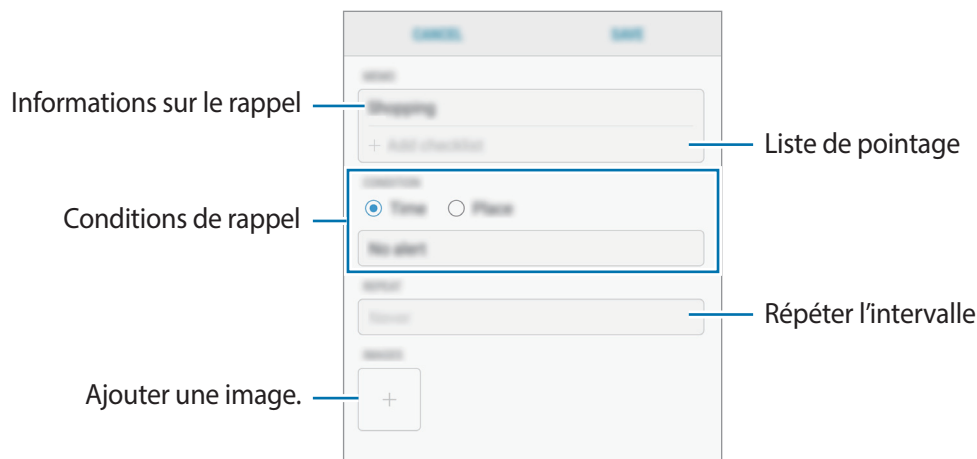 CANCEL
SAVE
MEMO
Informations sur le rappel
Shopping
+ Add checklist
Liste de pointage
CONDITION
Conditions de rappel
Time
Place
No alert
REPEAT
Never
Répéter l’intervalle
IMAGES
Ajouter une image.
+